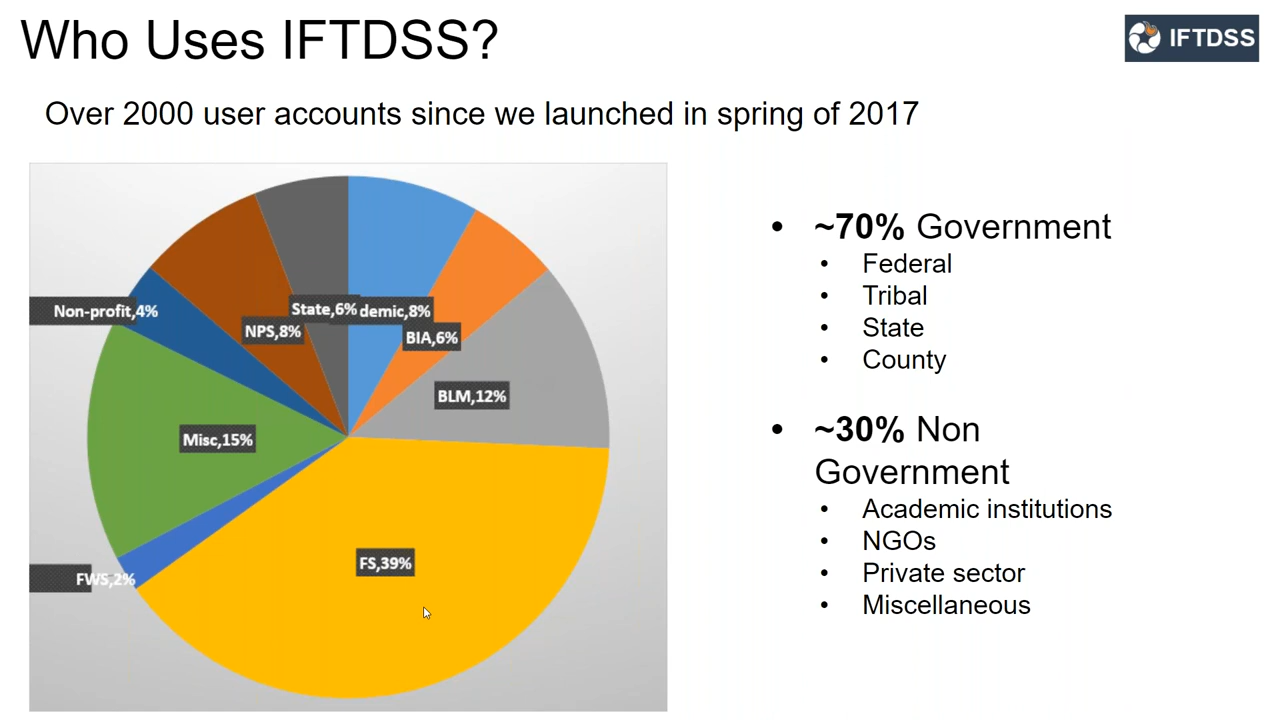 Who Uses IFTDSS?
IFTDSS
Over 2000 user accounts since we launched in spring of 2017
Non-profit,4%
State,6%
demic,8%
NPS,8%
BIA,6%
BLM,12%
Misc,15%
FS,39%
FWS,2%
• ~70% Government
• Federal
• Tribal
• State
• County
• ~30% Non
Government
• Academic institutions
• NGOs
• Private sector
• Miscellaneous